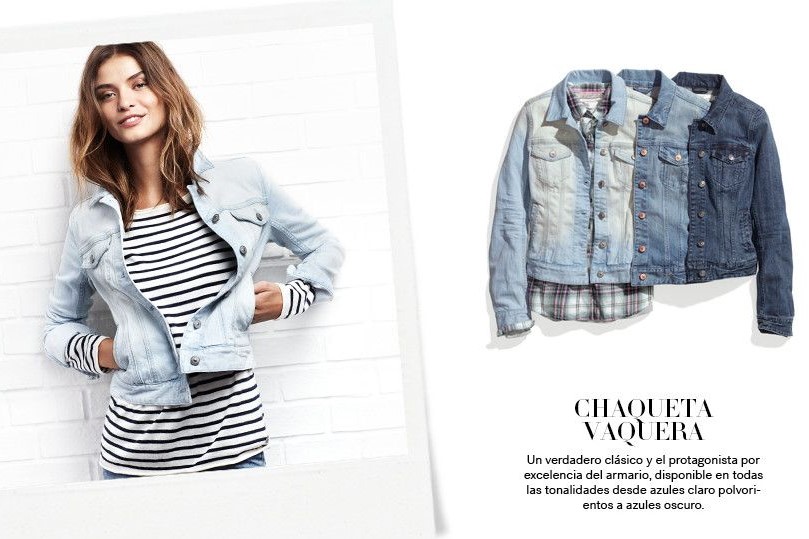 CHAQUETA
VAQUERA
Un verdadero clásico y el protagonista por
excelencia del armario, disponible en todas
las tonalidades desde azules claro polvori-
entos a azules oscuro.